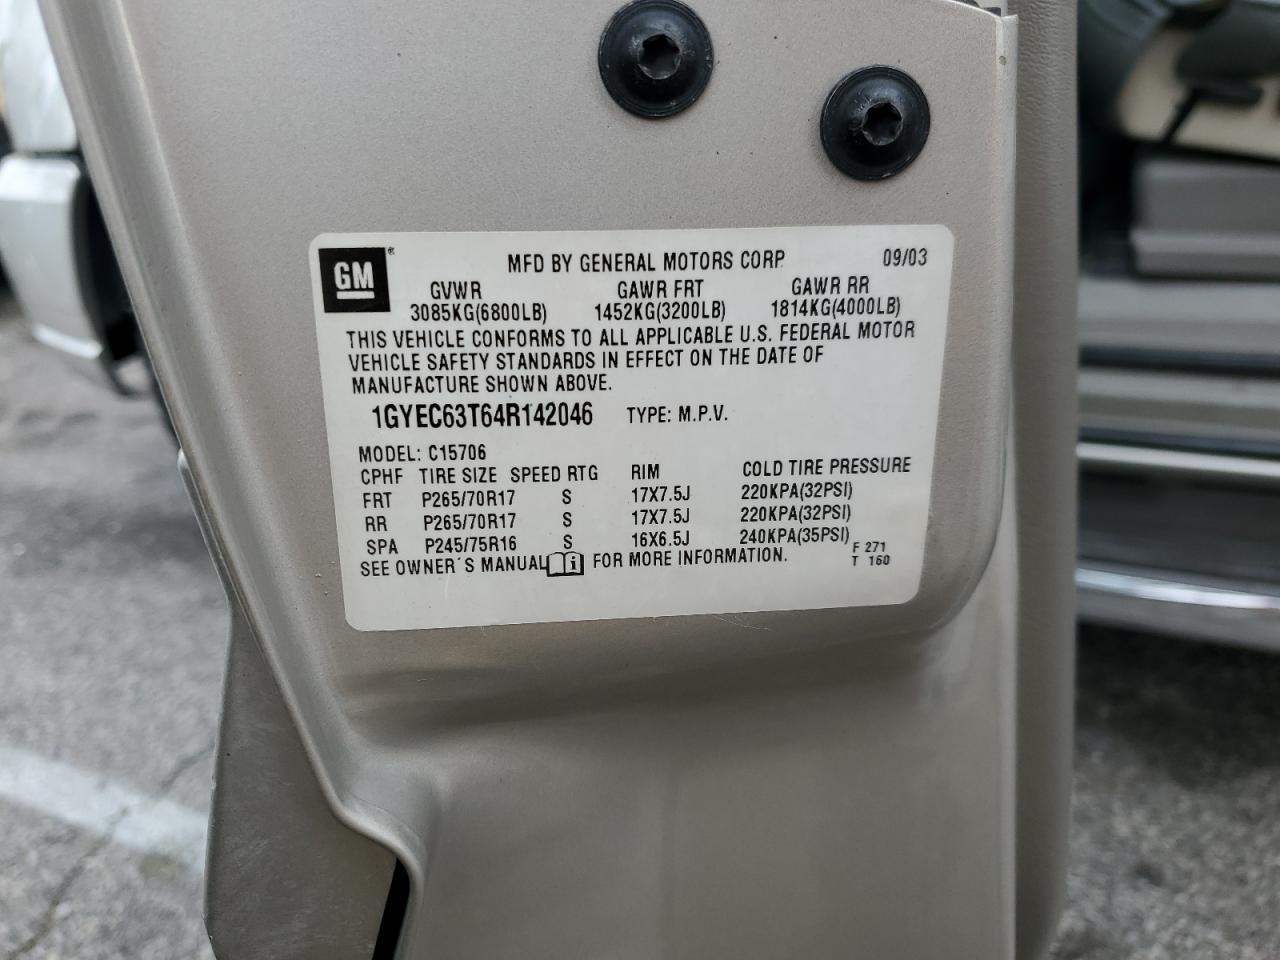 GM ®
MFD BY GENERAL MOTORS CORP 09/03
GVWR GAWR FRT GAWR RR
3085KG(6800LB) 1452KG(3200LB) 1814KG(4000LB)
THIS VEHICLE CONFORMS TO ALL APPLICABLE U.S. FEDERAL MOTOR
VEHICLE SAFETY STANDARDS IN EFFECT ON THE DATE OF
MANUFACTURE SHOWN ABOVE.
1GYEC63T64R142046 TYPE: M.P.V.
MODEL: C15706
CPHF TIRE SIZE SPEED RTG RIM COLD TIRE PRESSURE
FRT P265/70R17 S 17X7.5J 220KPA(32PSI)
RR P265/70R17 S 17X7.5J 220KPA(32PSI)
SPA P245/75R16 S 16X6.5J 240KPA(35PSI)
SEE OWNER'S MANUAL i FOR MORE INFORMATION.
F 271
T 160